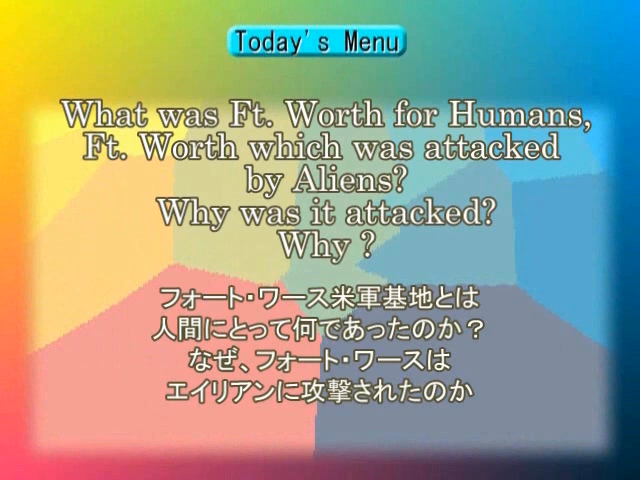 Today's Menu
What was Ft. Worth for Humans,
Ft. Worth which was attacked
by Aliens?
Why was it attacked?
Why ?
フォート・ワース米軍基地とは
人間にとって何であったのか？
なぜ、フォート・ワースは
エイリアンに攻撃されたのか